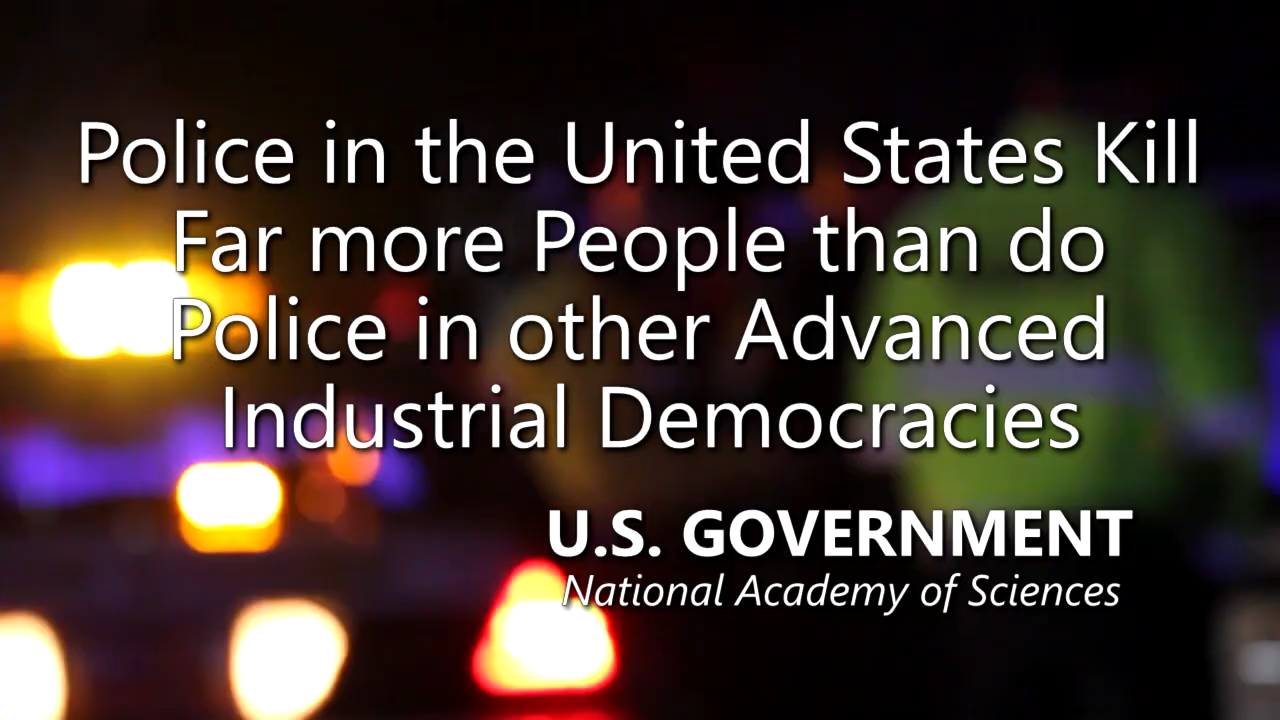 Police in the United States Kill
Far more People than do
Police in other Advanced
Industrial Democracies
U.S. GOVERNMENT
National Academy of Sciences